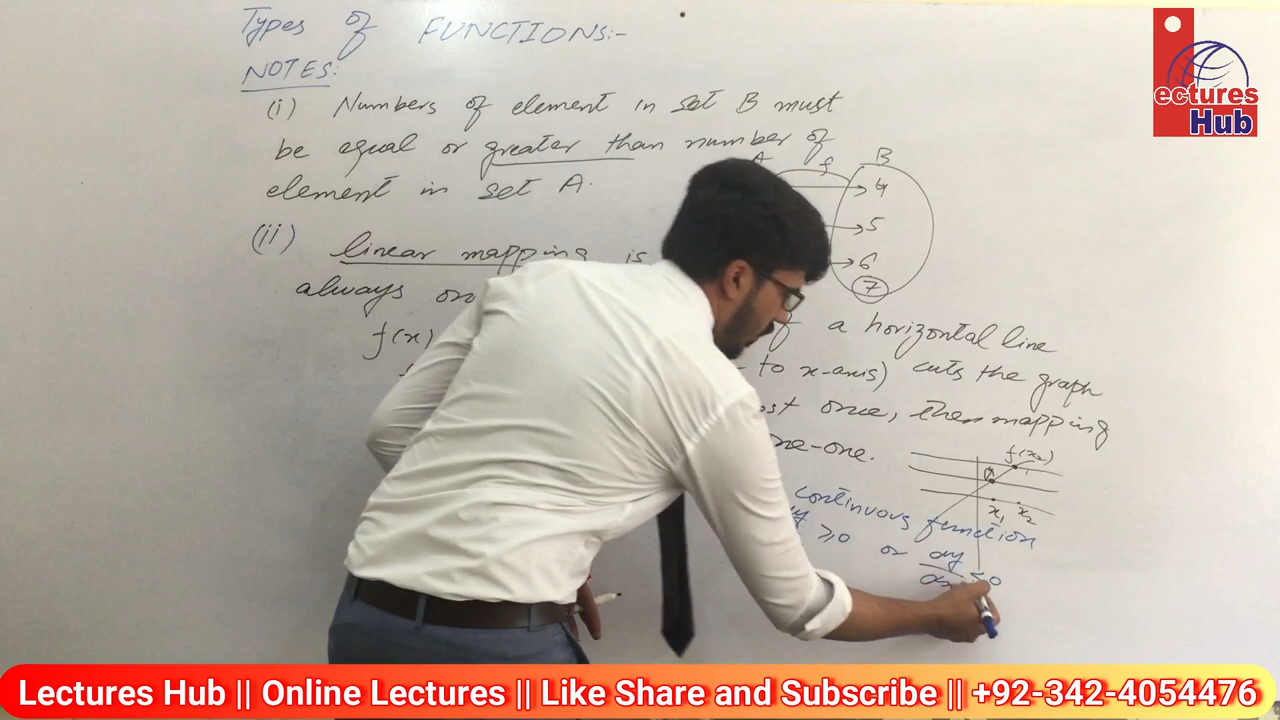 Types of FUNCTIONS:-
NOTES:
(i) Numbers of element in set B must
be equal or greater than number of
element in set A.
A f B
4
5
6
7
(ii) linear mapping is
always on
f(x)
a horizontal line
to x-axis) cuts the graph
once, then mapping
one-one.
f(x₂)
x₁ x₂
continuous function
≥0 or dy/dx ≤0
Lectures Hub
Lectures Hub || Online Lectures || Like Share and Subscribe || +92-342-4054476